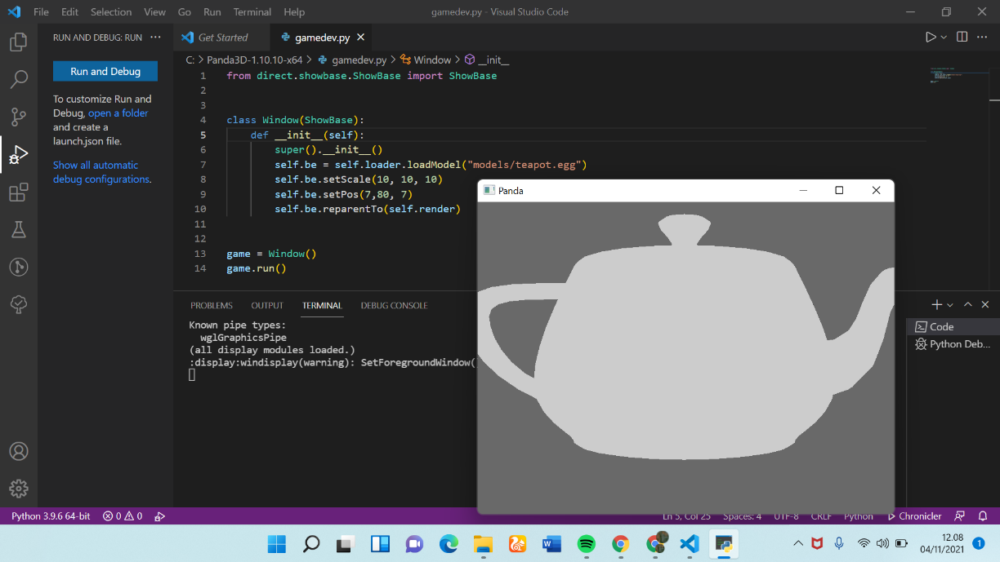 File Edit Selection View Go Run Terminal Help
gamedev.py - Visual Studio Code
RUN AND DEBUG: RUN ...
Run and Debug
To customize Run and
Debug, open a folder
and create a
launch.json file.
Show all automatic
debug configurations.
Get Started
gamedev.py
C: > Panda3D-1.10.10-x64 > gamedev.py > Window > __init__
1 from direct.showbase.ShowBase import ShowBase
2
3
4 class Window(ShowBase):
5 def __init__(self):
6 super().__init__()
7 self.be = self.loader.loadModel("models/teapot.egg")
8 self.be.setScale(10, 10, 10)
9 self.be.setPos(7,80, 7)
10 self.be.reparentTo(self.render)
11
12
13 game = Window()
14 game.run()
PROBLEMS OUTPUT TERMINAL DEBUG CONSOLE
Known pipe types:
wglGraphicsPipe
(all display modules loaded.)
:display:windisplay(warning): SetForegroundWindow(
Panda
Code
Python Deb...
Python 3.9.6 64-bit 0 0
Ln 5, Col 25 Spaces: 4 UTF-8 CRLF Python Chronicler
12.08
04/11/2021
1